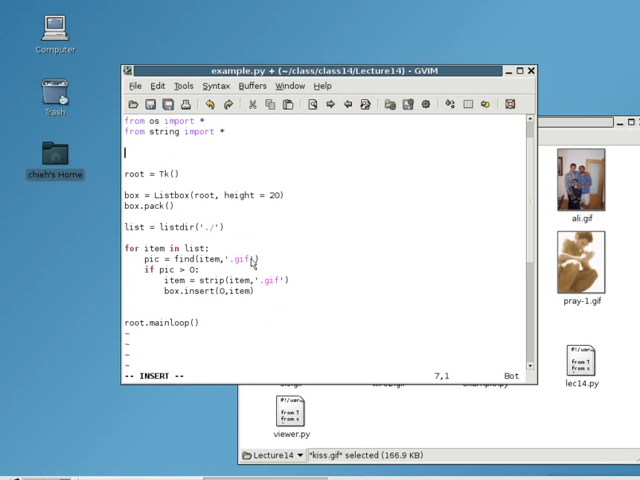 Computer
Trash
chieh's Home
example.py + (~/class/class14/Lecture14) - GVIM
File Edit Tools Syntax Buffers Window Help
from os import *
from string import *
root = Tk()
box = Listbox(root, height = 20)
box.pack()
list = listdir('./')
for item in list:
pic = find(item,'.gif')
if pic > 0:
item = strip(item,'.gif')
box.insert(0,item)
root.mainloop()
~
~
~
~
-- INSERT -- 7,1 Bot
ali.gif
pray-1.gif
lec14.py
viewer.py
Lecture14 "kiss.gif" selected (166.9 KB)